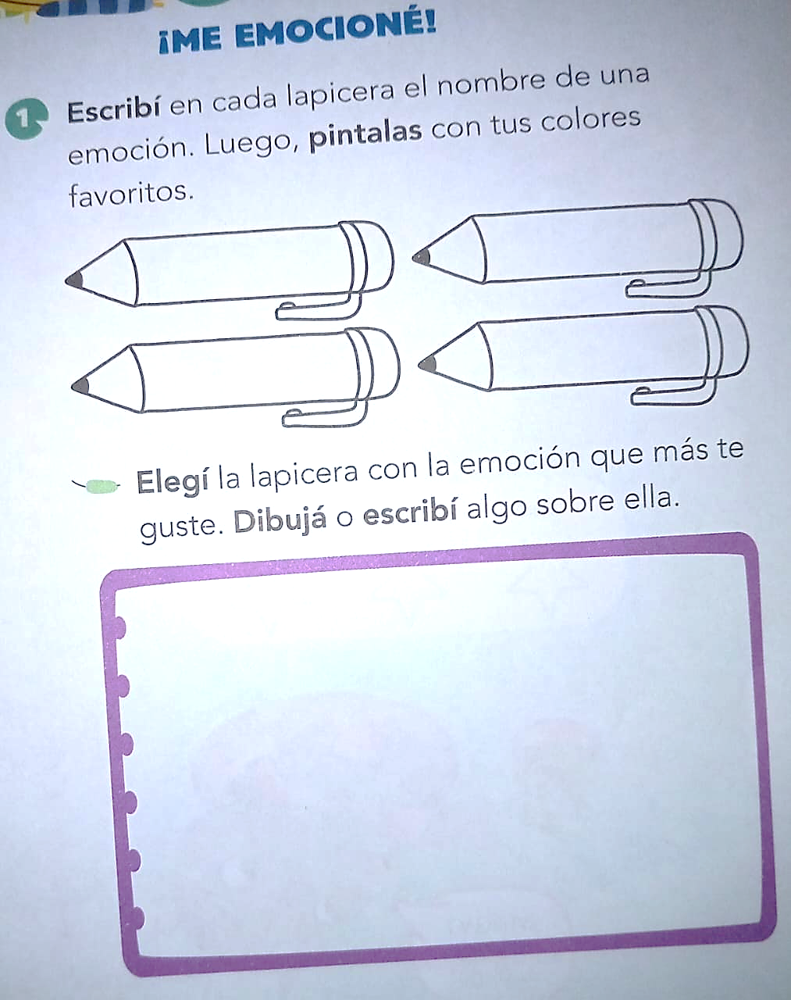 ¡ME EMOCIONÉ!
1 Escribí en cada lapicera el nombre de una
emoción. Luego, pintalas con tus colores
favoritos.
Elegí la lapicera con la emoción que más te
guste. Dibujá o escribí algo sobre ella.